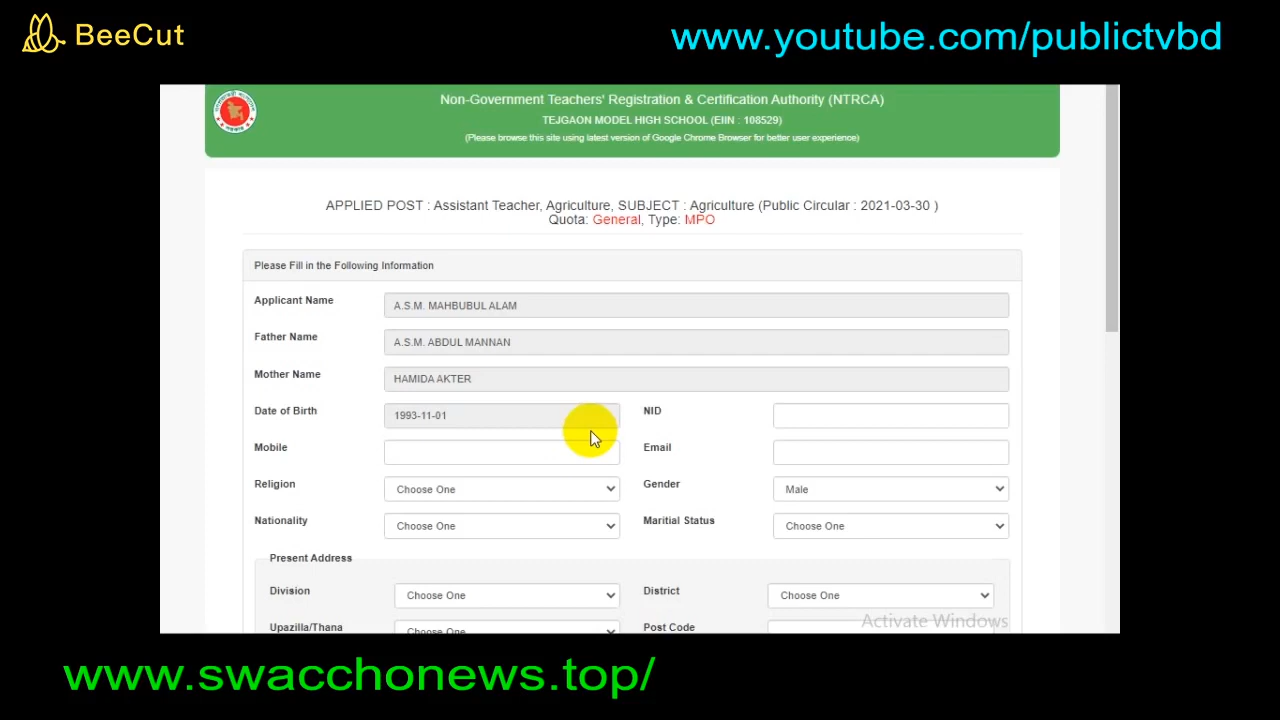 BeeCut
www.youtube.com/publictvbd
Non-Government Teachers' Registration & Certification Authority (NTRCA)
TEJGAON MODEL HIGH SCHOOL (EIIN : 108529)
(Please browse this site using latest version of Google Chrome Browser for better user experience)
APPLIED POST : Assistant Teacher, Agriculture, SUBJECT : Agriculture (Public Circular : 2021-03-30 )
Quota: General, Type: MPO
Please Fill in the Following Information
Applicant Name A.S.M. MAHBUBUL ALAM
Father Name A.S.M. ABDUL MANNAN
Mother Name HAMIDA AKTER
Date of Birth 1993-11-01 NID
Mobile Email
Religion Choose One Gender Male
Nationality Choose One Maritial Status Choose One
Present Address
Division Choose One District Choose One
Activate Windows
Upazilla/Thana Choose One Post Code
www.swacchonews.top/